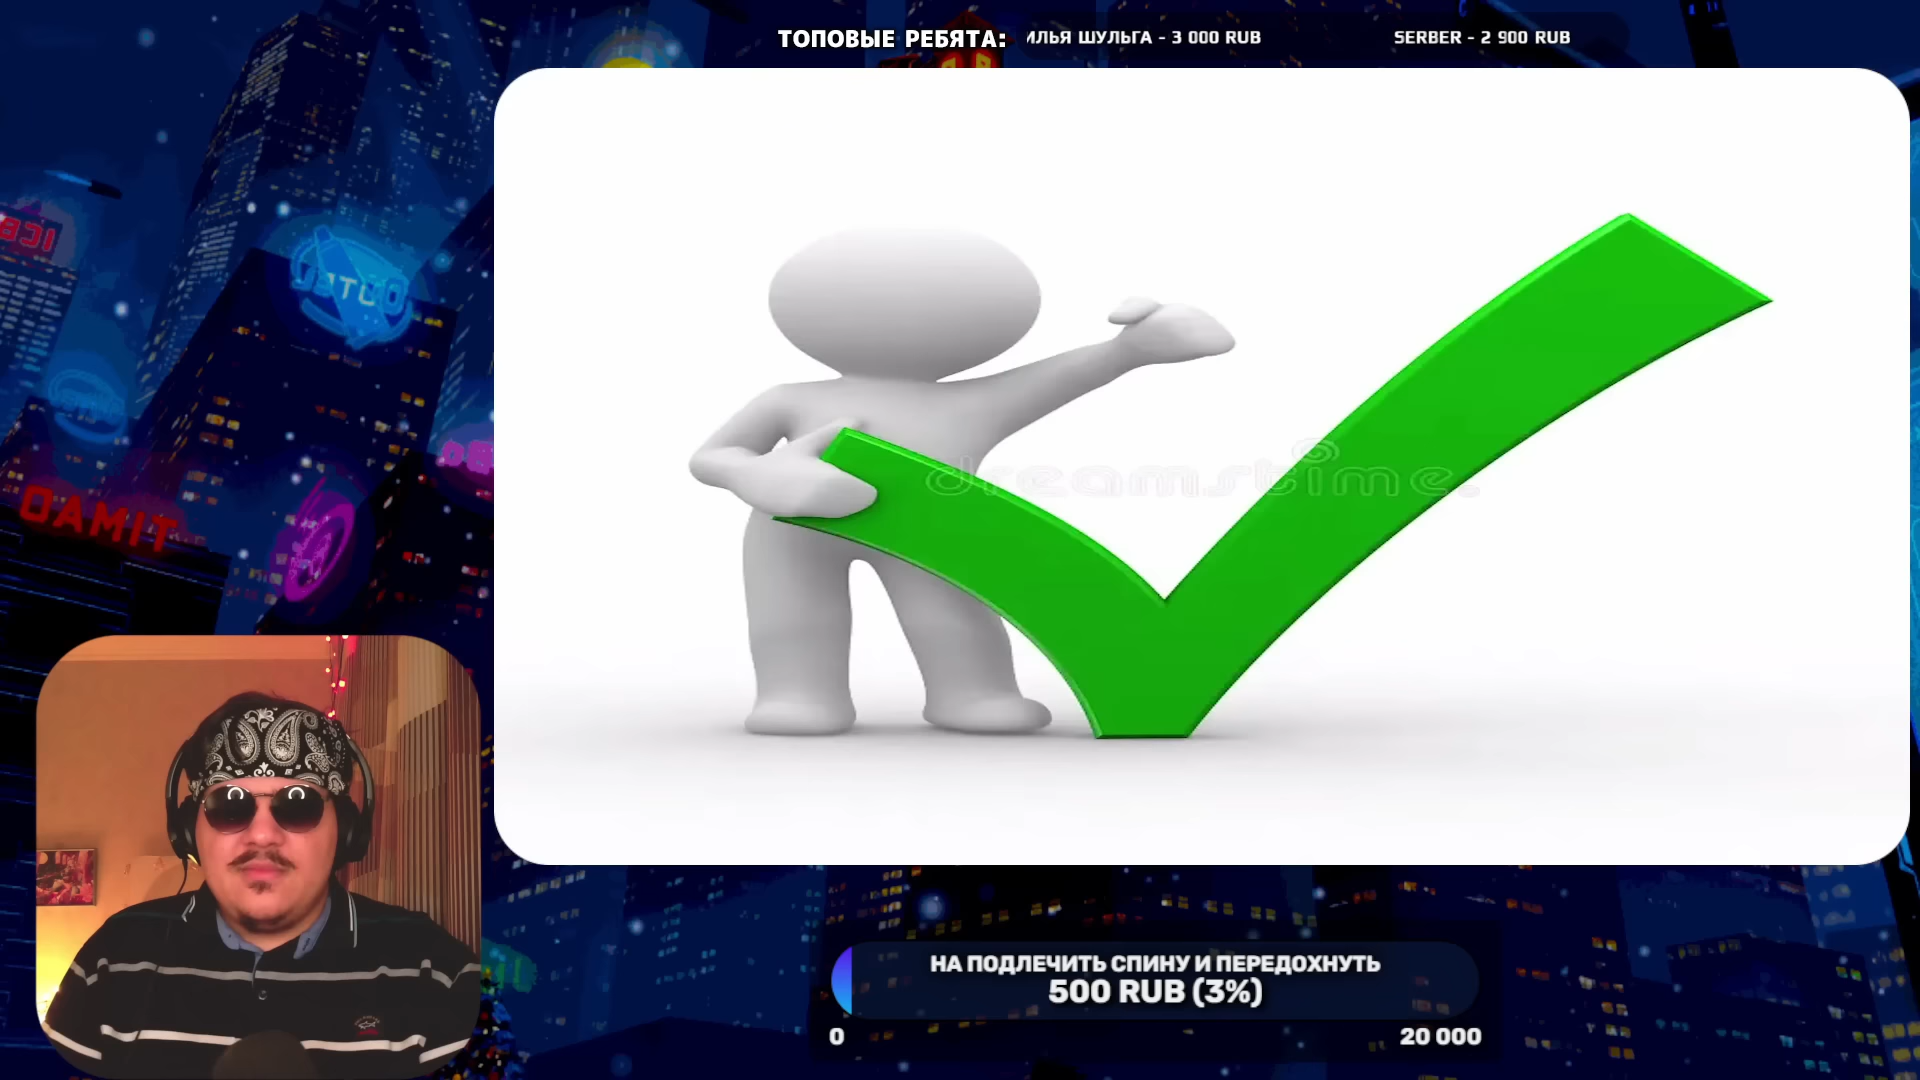 ТОПОВЫЕ РЕБЯТА: ИЛЬЯ ШУЛЬГА - 3 000 RUB SERBER - 2 900 RUB
dreamstime
НА ПОДЛЕЧИТЬ СПИНУ И ПЕРЕДОХНУТЬ
500 RUB (3%)
0 20 000